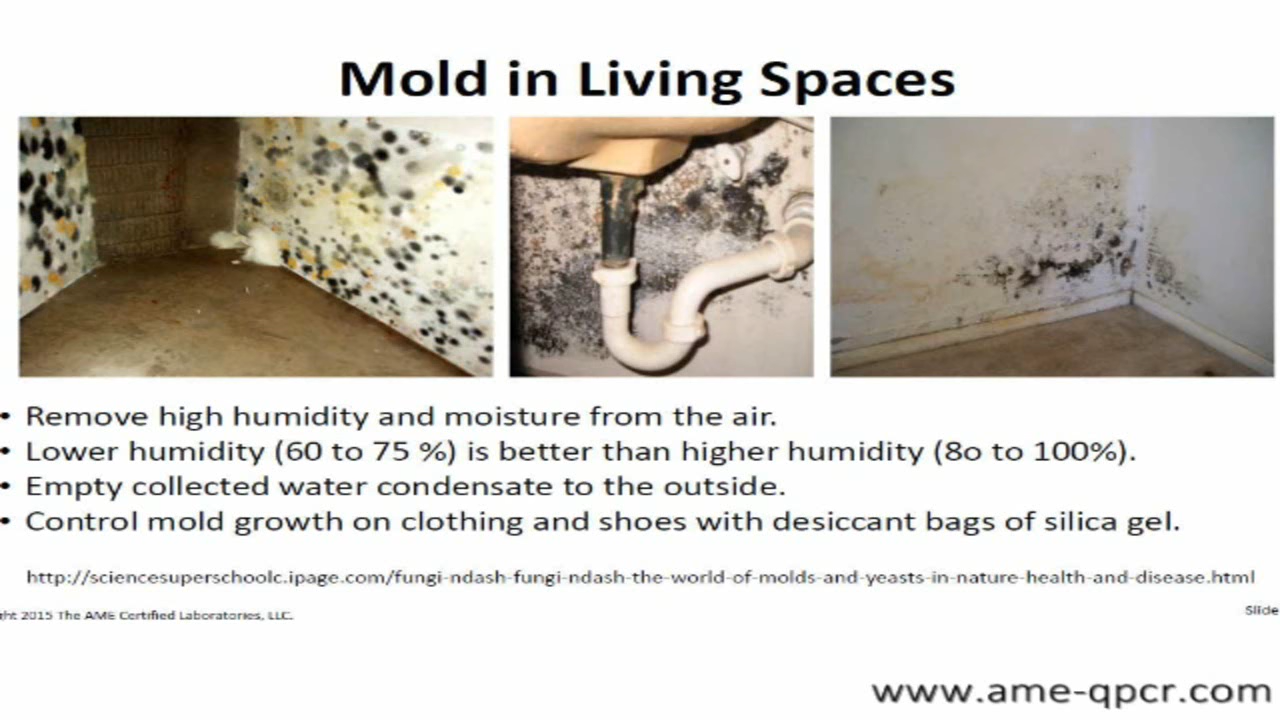 Mold in Living Spaces
• Remove high humidity and moisture from the air.
• Lower humidity (60 to 75 %) is better than higher humidity (8o to 100%).
• Empty collected water condensate to the outside.
• Control mold growth on clothing and shoes with desiccant bags of silica gel.
http://sciencesuperschoolc.ipage.com/fungi-ndash-fungi-ndash-the-world-of-molds-and-yeasts-in-nature-health-and-disease.html
ght 2015 The AME Certified Laboratories, LLC.
Slide
www.ame-qpcr.com